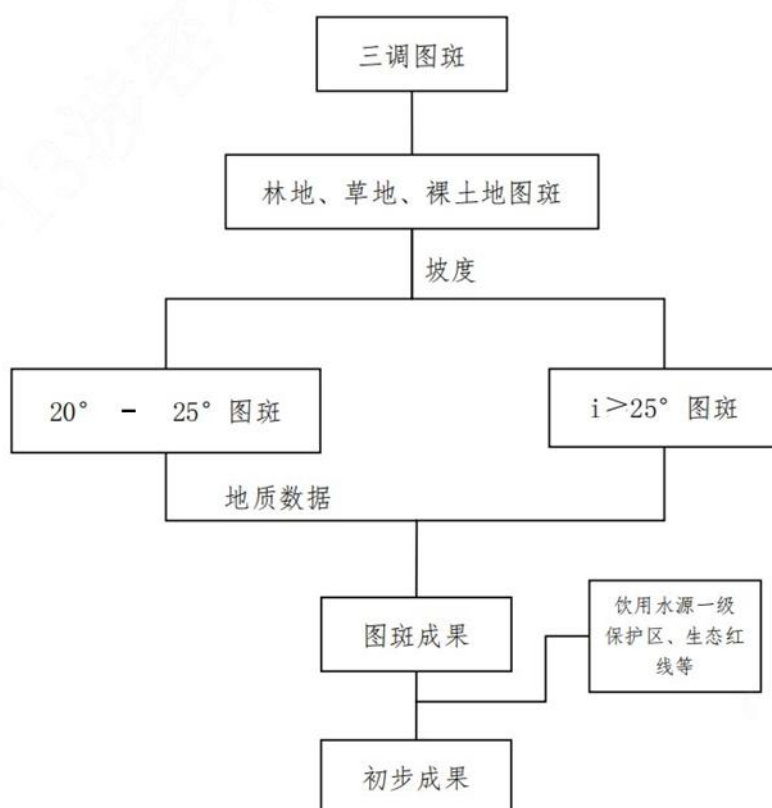 三调图斑
林地、草地、裸土地图斑
坡度
20° - 25°图斑
i＞25°图斑
地质数据
图斑成果
饮用水源一级
保护区、生态红
线等
初步成果